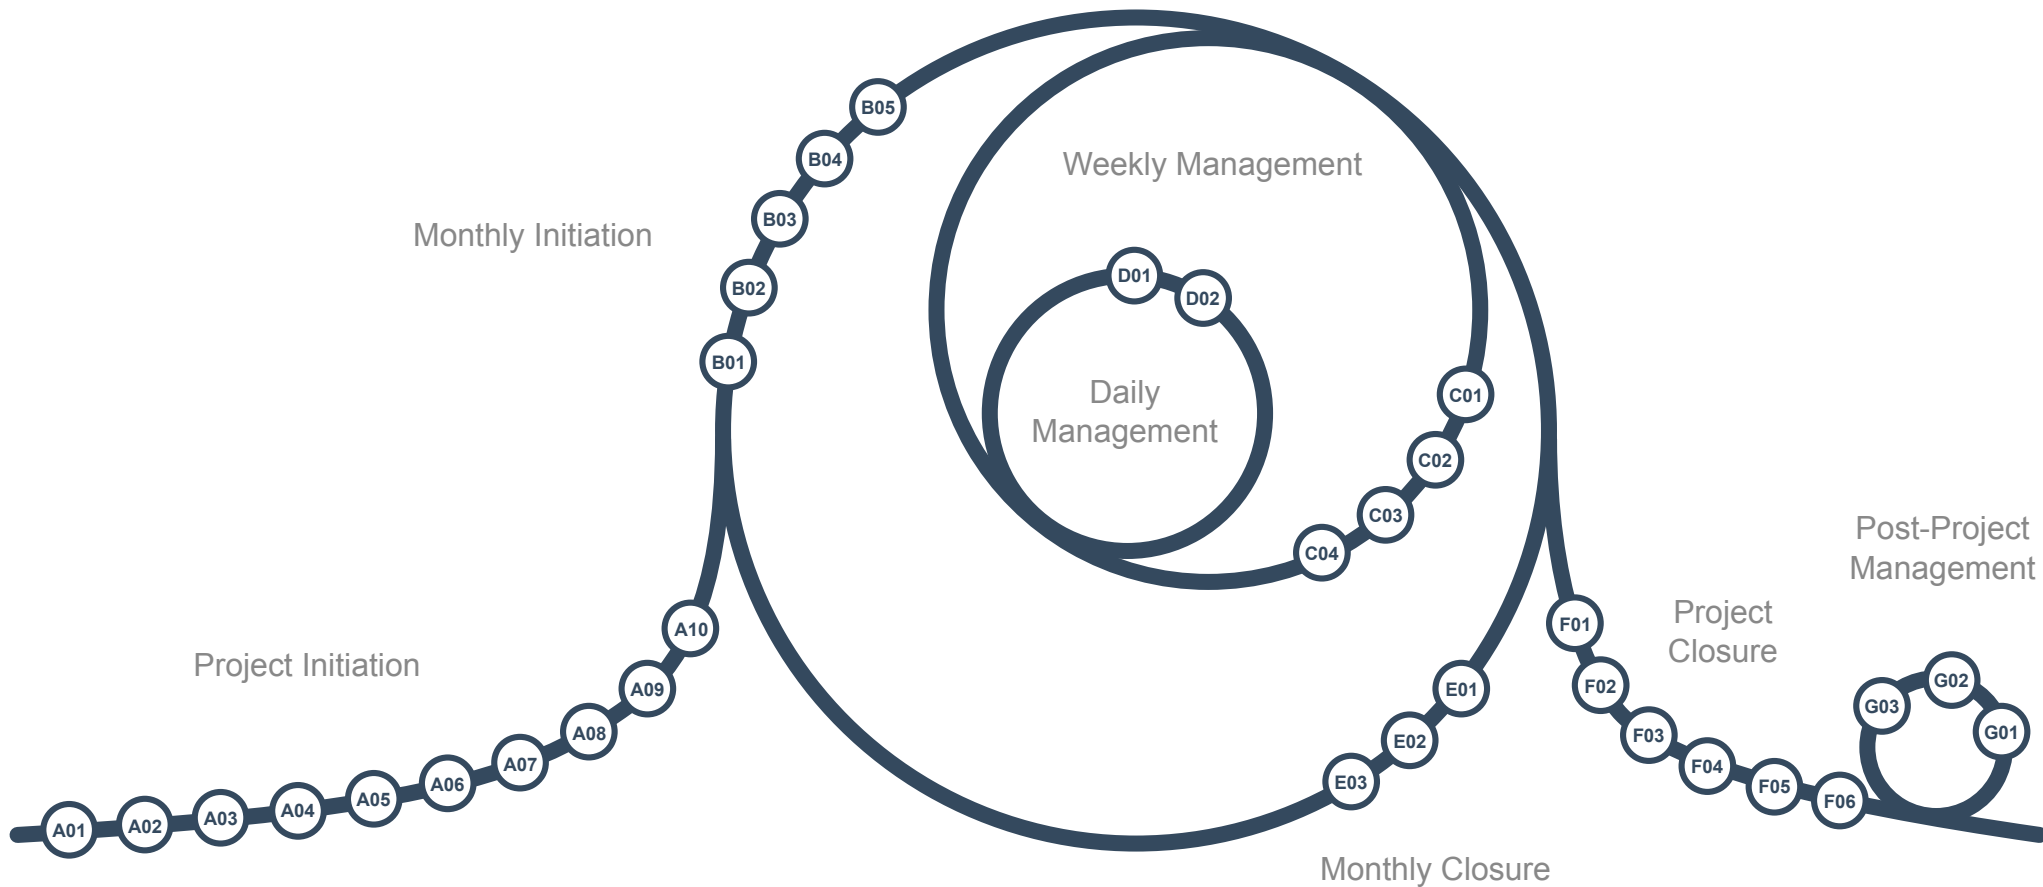 B05
B04
Weekly Management
B03
Monthly Initiation
D01
B02
D02
B01
Daily
Management
C01
C02
C03
C04
Post-Project
Management
Project
Closure
F01
A10
Project Initiation
F02
A09
E01
G02
G03
G01
A08
E02
F03
A07
F04
A06
E03
F05
A05
F06
A04
A03
A02
A01
Monthly Closure